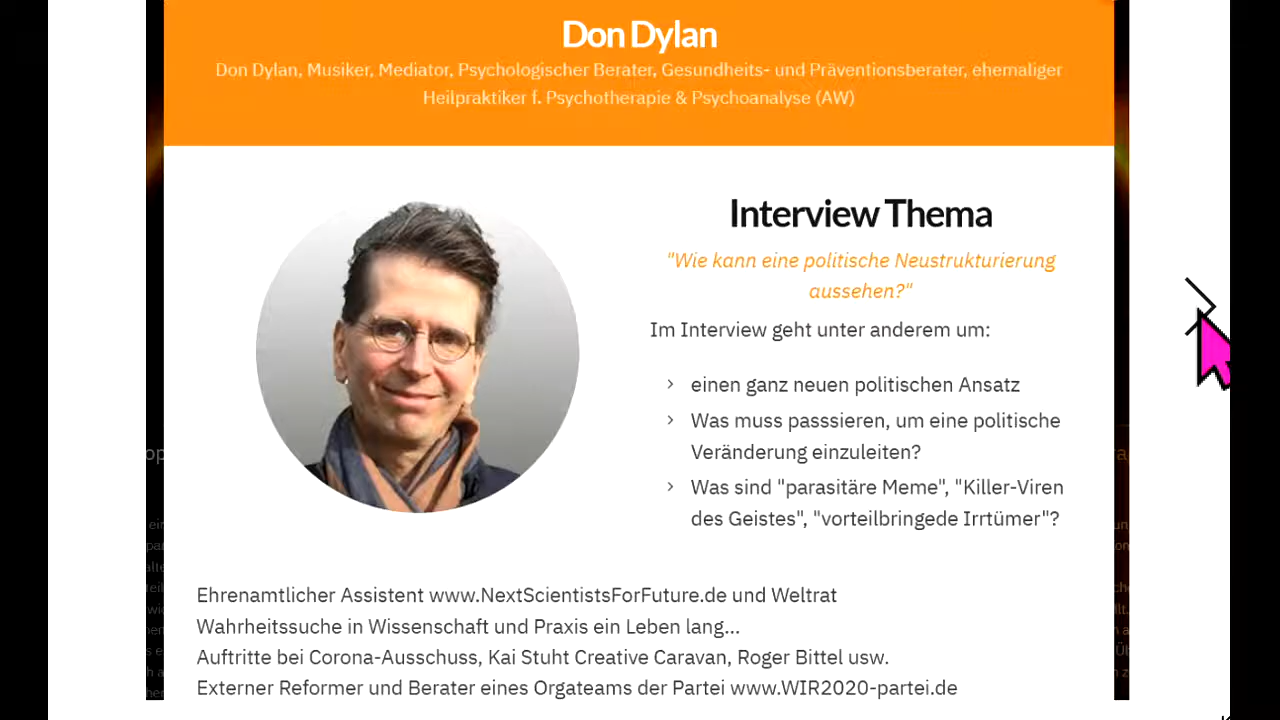 Don Dylan
Don Dylan, Musiker, Mediator, Psychologischer Berater, Gesundheits- und Präventionsberater, ehemaliger
Heilpraktiker f. Psychotherapie & Psychoanalyse (AW)
Interview Thema
"Wie kann eine politische Neustrukturierung
aussehen?"
Im Interview geht unter anderem um:
einen ganz neuen politischen Ansatz
Was muss passsieren, um eine politische
Veränderung einzuleiten?
Was sind "parasitäre Meme", "Killer-Viren
des Geistes", "vorteilbringede Irrtümer"?
Ehrenamtlicher Assistent www.NextScientistsForFuture.de und Weltrat
Wahrheitssuche in Wissenschaft und Praxis ein Leben lang...
Auftritte bei Corona-Ausschuss, Kai Stuht Creative Caravan, Roger Bittel usw.
Externer Reformer und Berater eines Orgateams der Partei www.WIR2020-partei.de